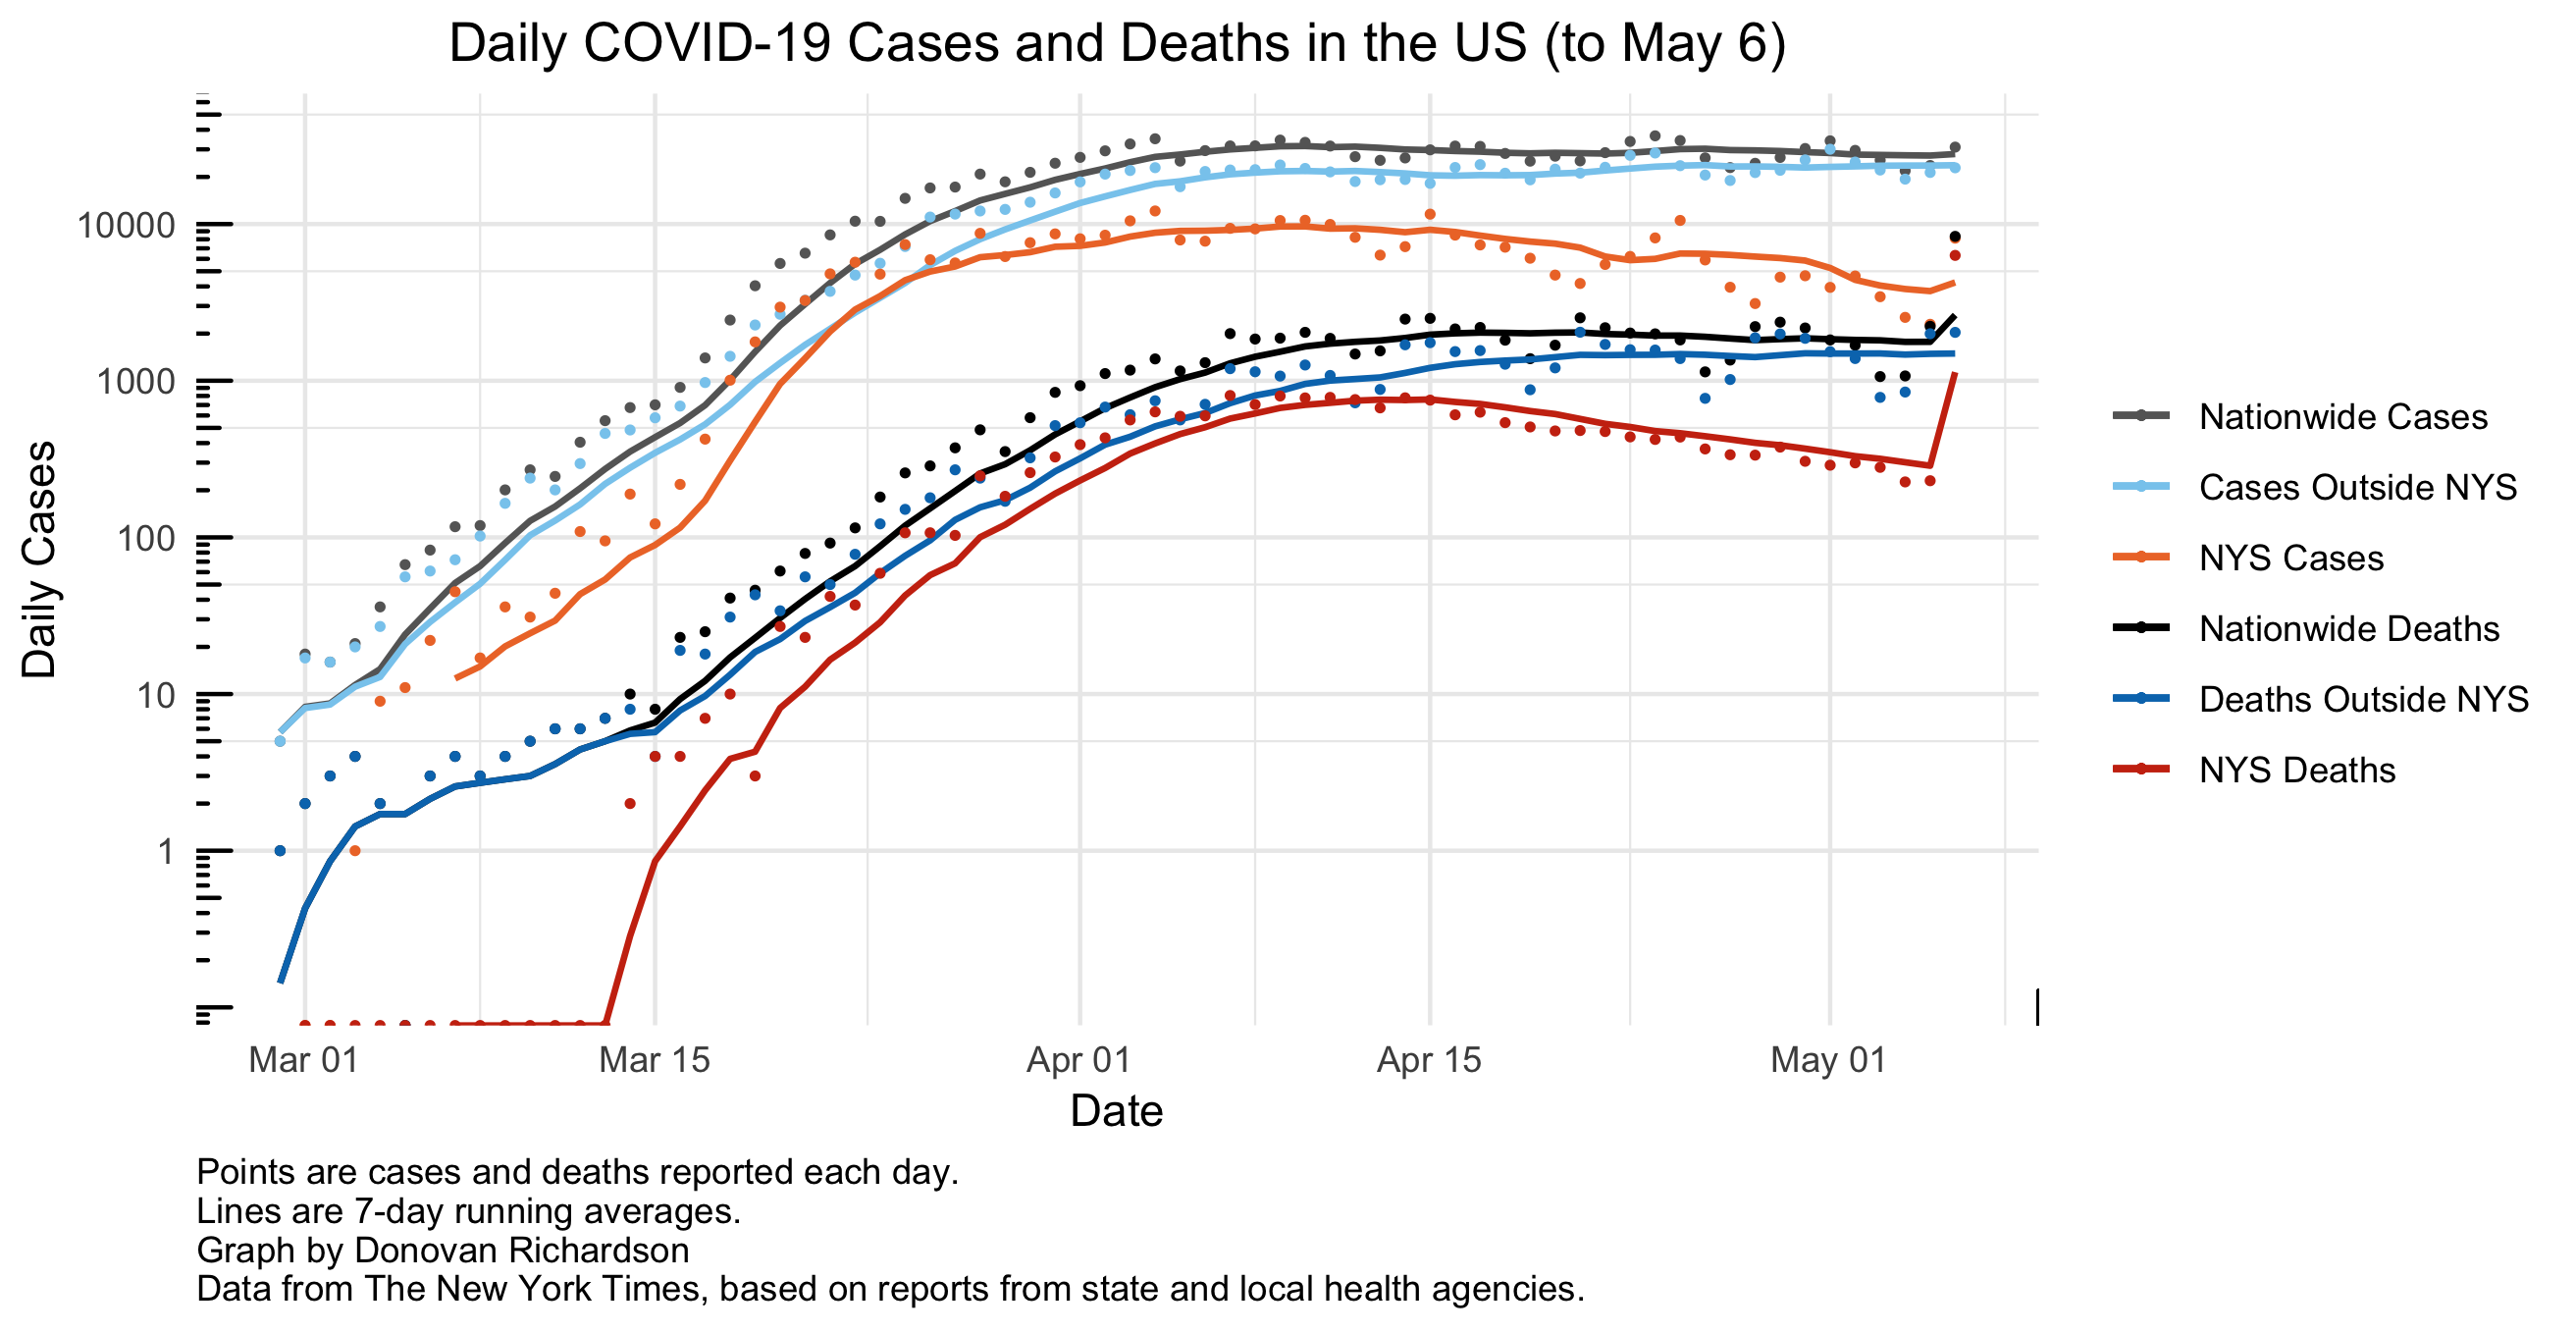 Daily COVID-19 Cases and Deaths in the US (to May 6)
Daily Cases
10000
1000
100
10
1
Mar 01
Mar 15
Apr 01
Apr 15
May 01
Date
Nationwide Cases
Cases Outside NYS
NYS Cases
Nationwide Deaths
Deaths Outside NYS
NYS Deaths
Points are cases and deaths reported each day.
Lines are 7-day running averages.
Graph by Donovan Richardson
Data from The New York Times, based on reports from state and local health agencies.